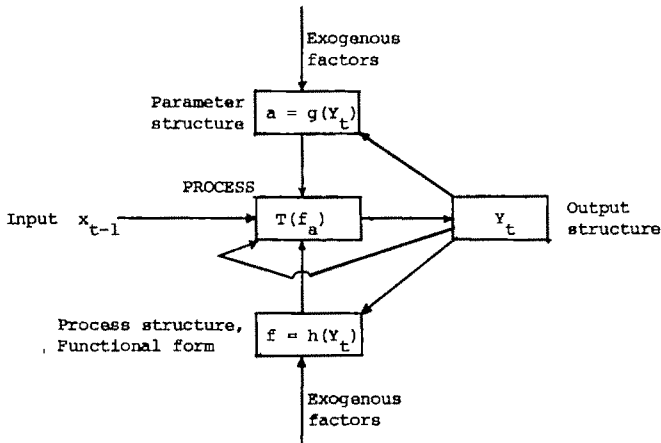 Exogenous
factors
Parameter
structure
a = g(Y_t)
PROCESS
Input x_{t-1}
T(f_a)
Y_t
Output
structure
Process structure,
Functional form
f = h(Y_t)
Exogenous
factors